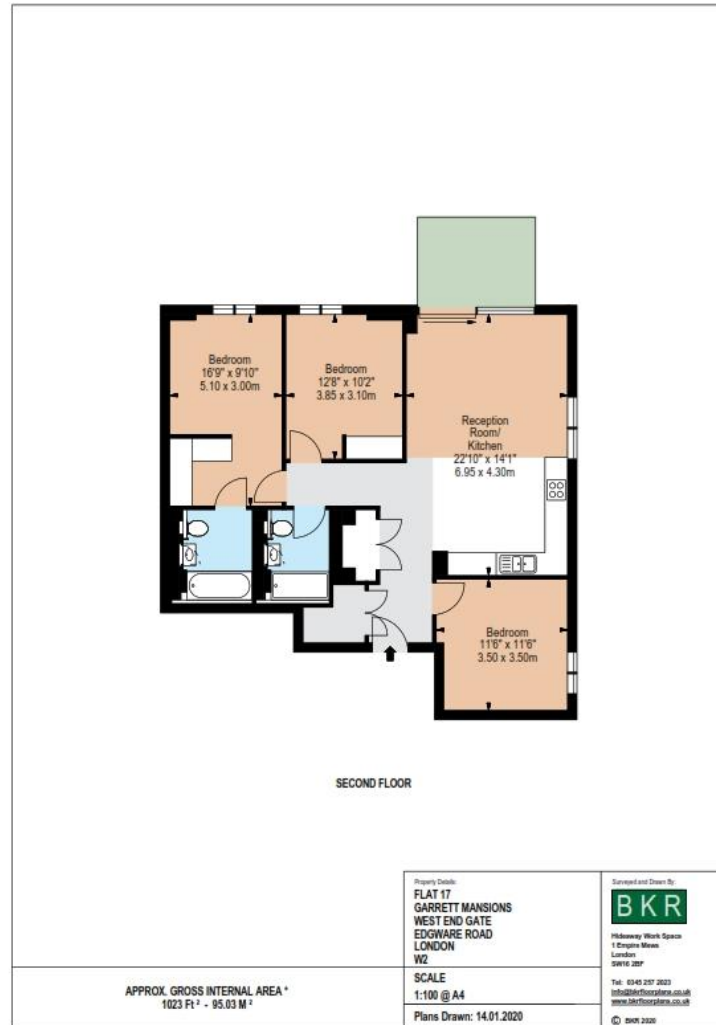 Bedroom
16'9" x 9'10"
5.10 x 3.00m
Bedroom
12'8" x 10'2"
3.85 x 3.10m
Reception
Room/
Kitchen
22'10" x 14'1"
6.95 x 4.30m
Bedroom
11'6" x 11'6"
3.50 x 3.50m
SECOND FLOOR
APPROX. GROSS INTERNAL AREA *
1023 Ft ² - 95.03 M ²
Property Details:
FLAT 17
GARRETT MANSIONS
WEST END GATE
EDGWARE ROAD
LONDON
W2
SCALE
1:100 @ A4
Plans Drawn: 14.01.2020
Surveyed and Drawn By:
BKR
Hideaway Work Space
1 Empire Mews
London
SW16 2BF
Tel: 0345 257 2023
info@bkrfloorplans.co.uk
www.bkrfloorplans.co.uk
© BKR 2020